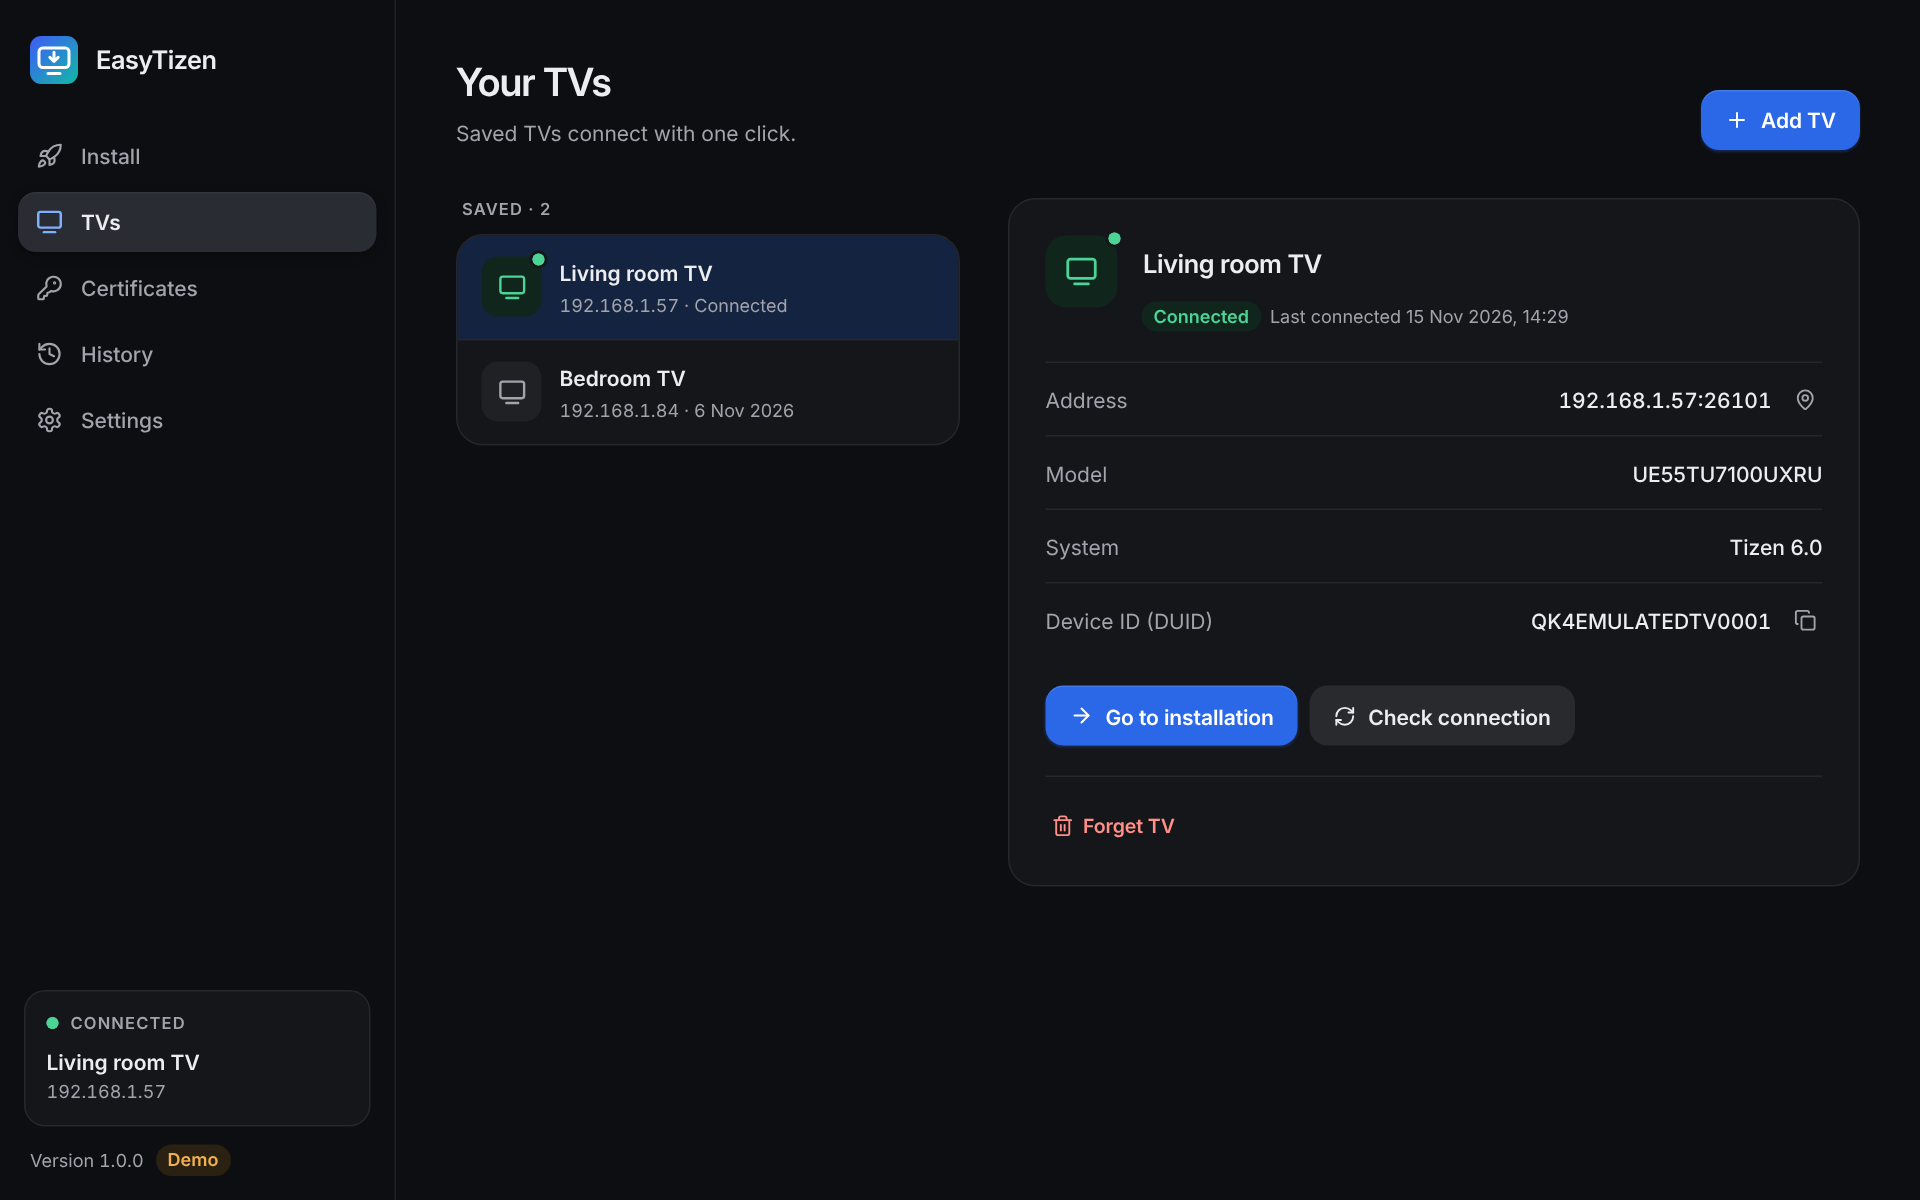 EasyTizen
Install
TVs
Certificates
History
Settings
CONNECTED
Living room TV
192.168.1.57
Version 1.0.0 Demo
Your TVs
Saved TVs connect with one click.
Add TV
SAVED · 2
Living room TV
192.168.1.57 · Connected
Bedroom TV
192.168.1.84 · 6 Nov 2026
Living room TV
Connected Last connected 15 Nov 2026, 14:29
Address 192.168.1.57:26101
Model UE55TU7100UXRU
System Tizen 6.0
Device ID (DUID) QK4EMULATEDTV0001
Go to installation Check connection
Forget TV